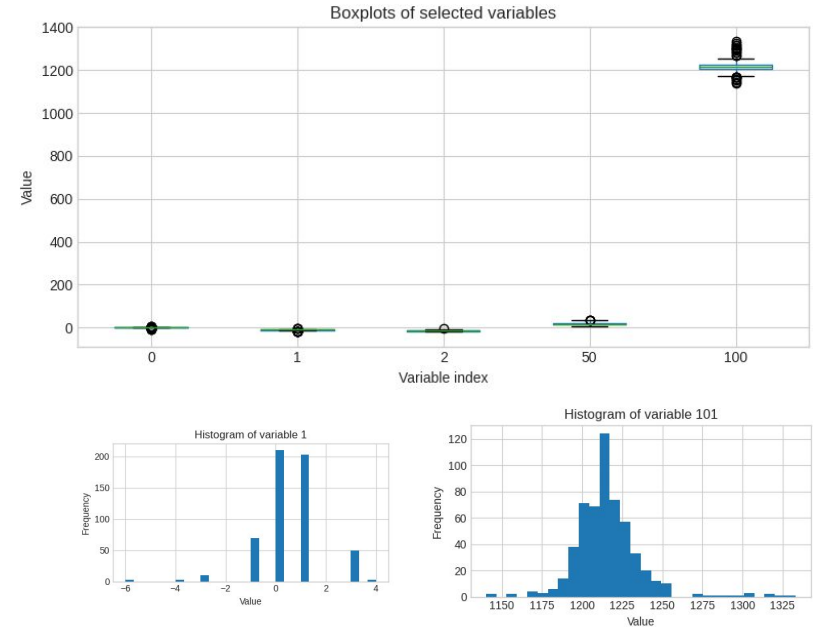 Boxplots of selected variables
1400
1200
1000
800
600
400
200
0
Value
0 1 2 50 100
Variable index
Histogram of variable 1
200
150
100
50
0
Frequency
−6 −4 −2 0 2 4
Value
Histogram of variable 101
120
100
80
60
40
20
0
Frequency
1150 1175 1200 1225 1250 1275 1300 1325
Value